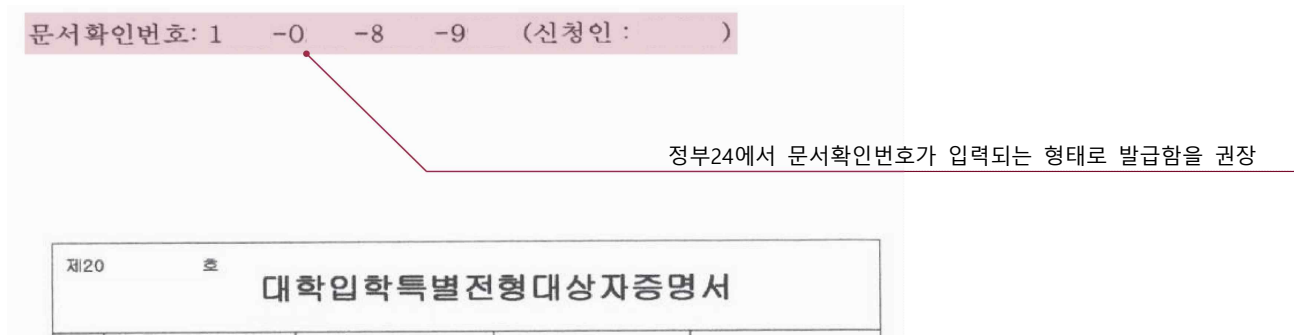 문서확인번호: 1 -0 -8 -9 (신청인 : )
정부24에서 문서확인번호가 입력되는 형태로 발급함을 권장
제20 호
대학입학특별전형대상자증명서